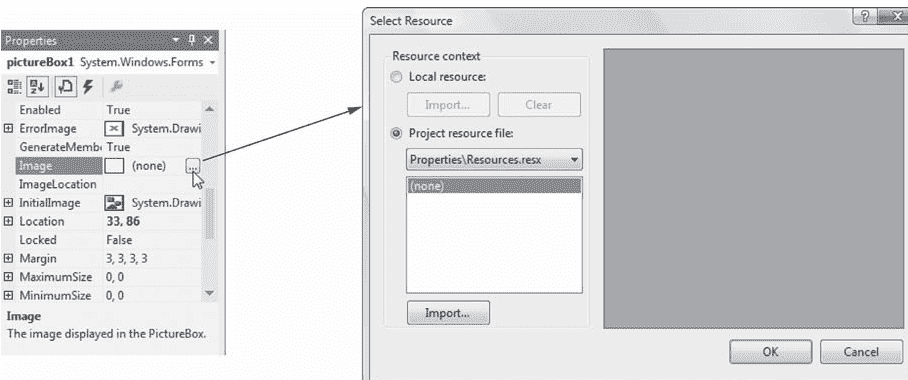 Properties
pictureBox1 System.Windows.Forms
Enabled True
ErrorImage System.Drawi
GenerateMembe True
Image (none) ...
ImageLocation
InitialImage System.Drawi
Location 33, 86
Locked False
Margin 3, 3, 3, 3
MaximumSize 0, 0
MinimumSize 0, 0
Image
The image displayed in the PictureBox.
Select Resource
Resource context
Local resource:
Import... Clear
Project resource file:
Properties\Resources.resx
(none)
Import...
OK Cancel